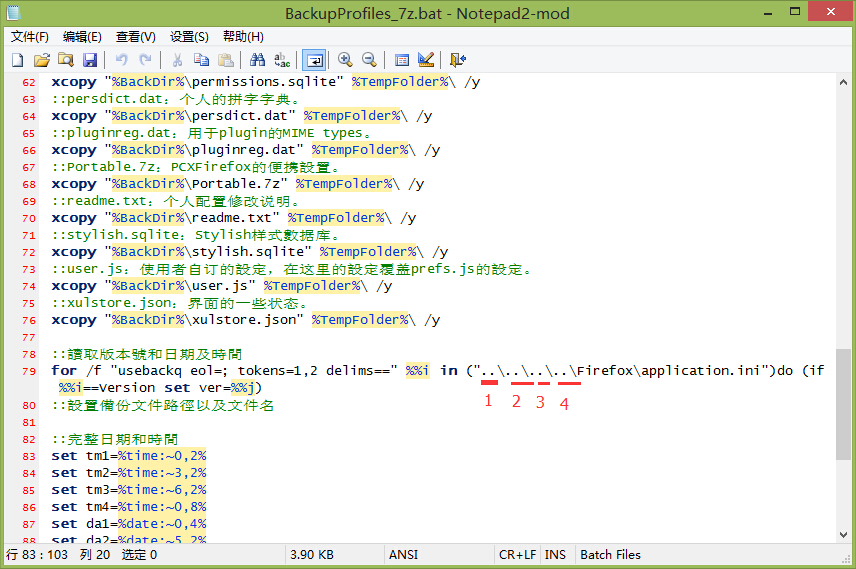 BackupProfiles_7z.bat - Notepad2-mod
文件(F) 编辑(E) 查看(V) 设置(S) 帮助(H)
62 xcopy "%BackDir%\permissions.sqlite" %TempFolder%\ /y
63 ::persdict.dat：个人的拼字字典。
64 xcopy "%BackDir%\persdict.dat" %TempFolder%\ /y
65 ::pluginreg.dat：用于plugin的MIME types。
66 xcopy "%BackDir%\pluginreg.dat" %TempFolder%\ /y
67 ::Portable.7z：PCXFirefox的便携設置。
68 xcopy "%BackDir%\Portable.7z" %TempFolder%\ /y
69 ::readme.txt：个人配置修改说明。
70 xcopy "%BackDir%\readme.txt" %TempFolder%\ /y
71 ::stylish.sqlite：Stylish样式數据库。
72 xcopy "%BackDir%\stylish.sqlite" %TempFolder%\ /y
73 ::user.js：使用者自订的設定，在这里的設定覆蓋prefs.js的設定。
74 xcopy "%BackDir%\user.js" %TempFolder%\ /y
75 ::xulstore.json：界面的一些状态。
76 xcopy "%BackDir%\xulstore.json" %TempFolder%\ /y
77
78 ::讀取版本號和日期及時間
79 for /f "usebackq eol=; tokens=1,2 delims==" %%i in ("..\..\..\..\Firefox\application.ini")do (if
%%i==Version set ver=%%j)
1 2 3 4
80 ::設置備份文件路徑以及文件名
81
82 ::完整日期和時間
83 set tm1=%time:~0,2%
84 set tm2=%time:~3,2%
85 set tm3=%time:~6,2%
86 set tm4=%time:~0,8%
87 set da1=%date:~0,4%
88 set da2=%date:~5,2%
行 83 : 103 列 20 选定 0 3.90 KB ANSI CR+LF INS Batch Files